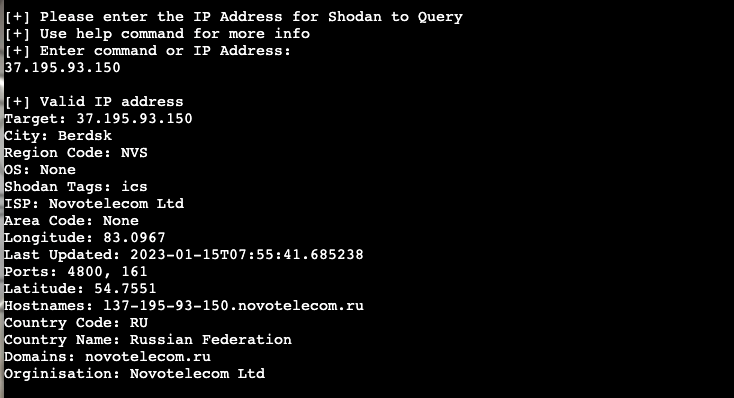 [+] Please enter the IP Address for Shodan to Query
[+] Use help command for more info
[+] Enter command or IP Address:
37.195.93.150
[+] Valid IP address
Target: 37.195.93.150
City: Berdsk
Region Code: NVS
OS: None
Shodan Tags: ics
ISP: Novotelecom Ltd
Area Code: None
Longitude: 83.0967
Last Updated: 2023-01-15T07:55:41.685238
Ports: 4800, 161
Latitude: 54.7551
Hostnames: l37-195-93-150.novotelecom.ru
Country Code: RU
Country Name: Russian Federation
Domains: novotelecom.ru
Orginisation: Novotelecom Ltd